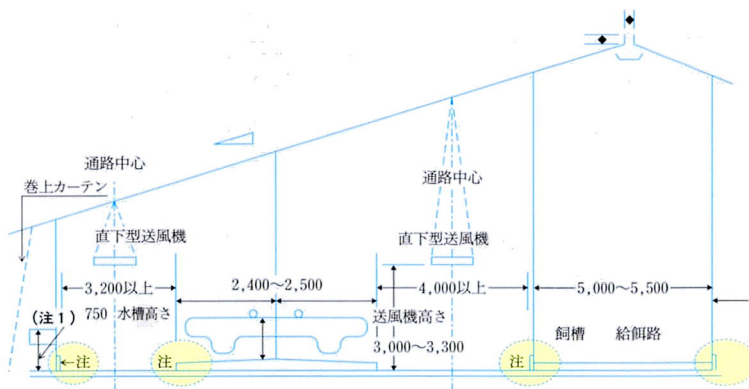 通路中心
巻上カーテン
通路中心
直下型送風機
直下型送風機
3,200以上
2,400〜2,500
4,000以上
5,000〜5,500
(注1)
750 水槽高さ
送風機高さ
3,000〜3,300
飼槽 給餌路
←注
注
注